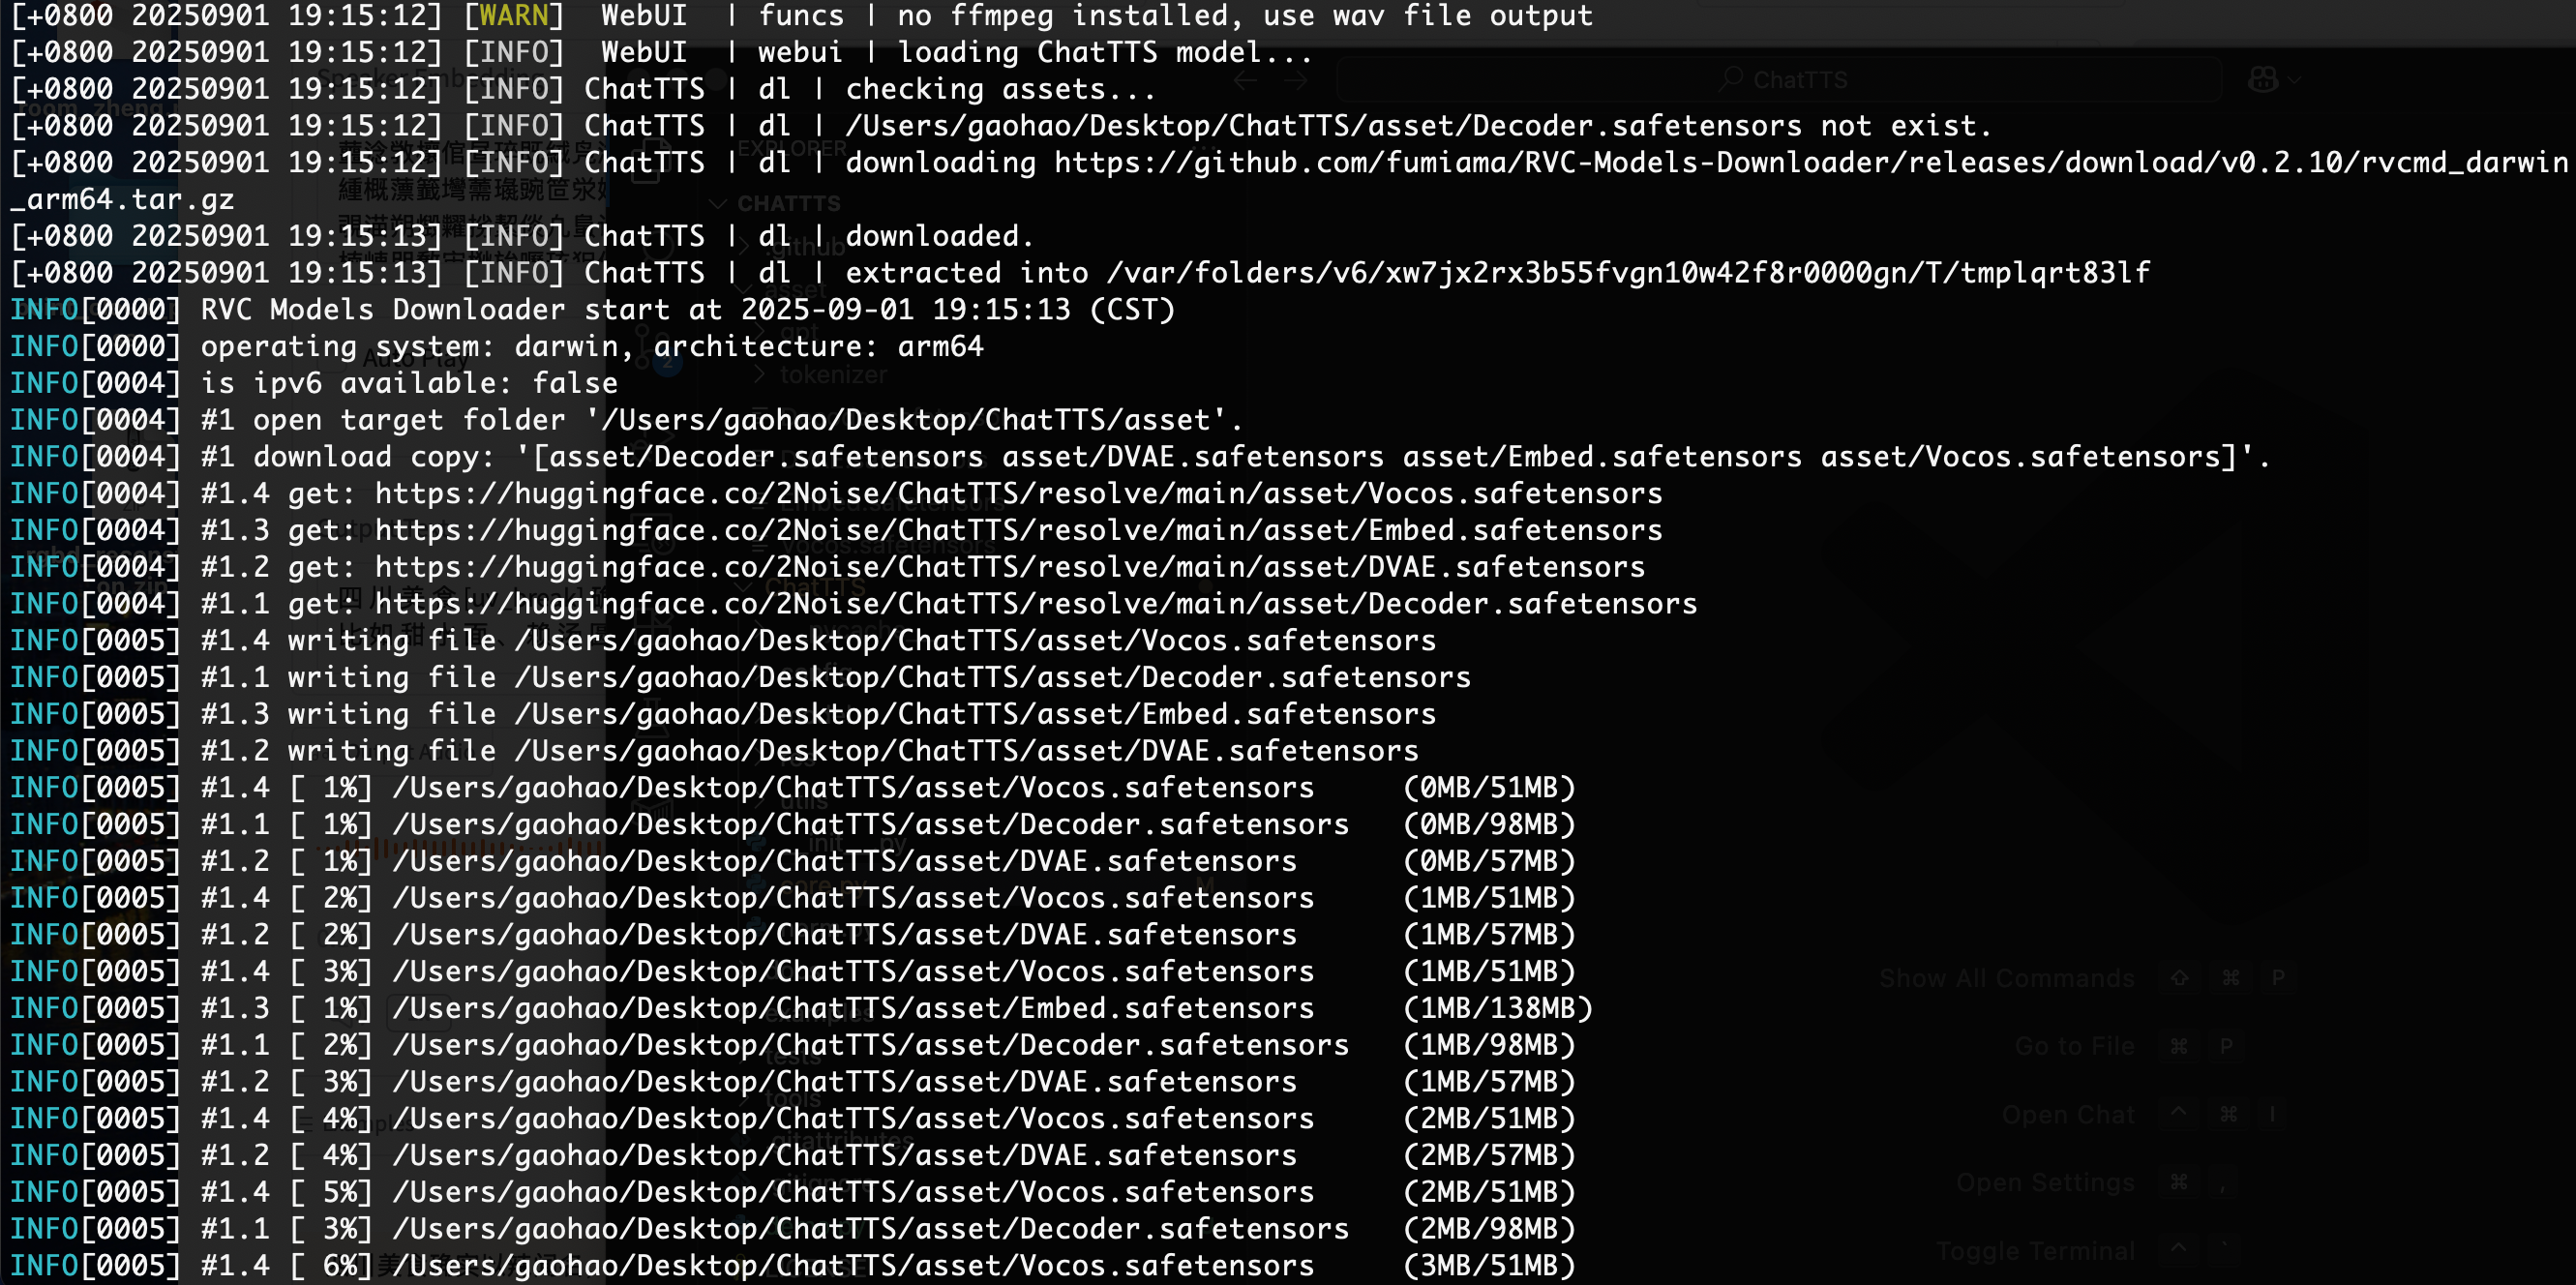 [+0800 20250901 19:15:12] [WARN]  WebUI  | funcs | no ffmpeg installed, use wav file output
[+0800 20250901 19:15:12] [INFO]  WebUI  | webui | loading ChatTTS model...
[+0800 20250901 19:15:12] [INFO] ChatTTS | dl | checking assets...
[+0800 20250901 19:15:12] [INFO] ChatTTS | dl | /Users/gaohao/Desktop/ChatTTS/asset/Decoder.safetensors not exist.
[+0800 20250901 19:15:12] [INFO] ChatTTS | dl | downloading https://github.com/fumiama/RVC-Models-Downloader/releases/download/v0.2.10/rvcmd_darwin
_arm64.tar.gz
[+0800 20250901 19:15:13] [INFO] ChatTTS | dl | downloaded.
[+0800 20250901 19:15:13] [INFO] ChatTTS | dl | extracted into /var/folders/v6/xw7jx2rx3b55fvgn10w42f8r0000gn/T/tmplqrt83lf
INFO[0000] RVC Models Downloader start at 2025-09-01 19:15:13 (CST)
INFO[0000] operating system: darwin, architecture: arm64
INFO[0004] is ipv6 available: false
INFO[0004] #1 open target folder '/Users/gaohao/Desktop/ChatTTS/asset'.
INFO[0004] #1 download copy: '[asset/Decoder.safetensors asset/DVAE.safetensors asset/Embed.safetensors asset/Vocos.safetensors]'.
INFO[0004] #1.4 get: https://huggingface.co/2Noise/ChatTTS/resolve/main/asset/Vocos.safetensors
INFO[0004] #1.3 get: https://huggingface.co/2Noise/ChatTTS/resolve/main/asset/Embed.safetensors
INFO[0004] #1.2 get: https://huggingface.co/2Noise/ChatTTS/resolve/main/asset/DVAE.safetensors
INFO[0004] #1.1 get: https://huggingface.co/2Noise/ChatTTS/resolve/main/asset/Decoder.safetensors
INFO[0005] #1.4 writing file /Users/gaohao/Desktop/ChatTTS/asset/Vocos.safetensors
INFO[0005] #1.1 writing file /Users/gaohao/Desktop/ChatTTS/asset/Decoder.safetensors
INFO[0005] #1.3 writing file /Users/gaohao/Desktop/ChatTTS/asset/Embed.safetensors
INFO[0005] #1.2 writing file /Users/gaohao/Desktop/ChatTTS/asset/DVAE.safetensors
INFO[0005] #1.4 [ 1%] /Users/gaohao/Desktop/ChatTTS/asset/Vocos.safetensors     (0MB/51MB)
INFO[0005] #1.1 [ 1%] /Users/gaohao/Desktop/ChatTTS/asset/Decoder.safetensors   (0MB/98MB)
INFO[0005] #1.2 [ 1%] /Users/gaohao/Desktop/ChatTTS/asset/DVAE.safetensors      (0MB/57MB)
INFO[0005] #1.4 [ 2%] /Users/gaohao/Desktop/ChatTTS/asset/Vocos.safetensors     (1MB/51MB)
INFO[0005] #1.2 [ 2%] /Users/gaohao/Desktop/ChatTTS/asset/DVAE.safetensors      (1MB/57MB)
INFO[0005] #1.4 [ 3%] /Users/gaohao/Desktop/ChatTTS/asset/Vocos.safetensors     (1MB/51MB)
INFO[0005] #1.3 [ 1%] /Users/gaohao/Desktop/ChatTTS/asset/Embed.safetensors     (1MB/138MB)
INFO[0005] #1.1 [ 2%] /Users/gaohao/Desktop/ChatTTS/asset/Decoder.safetensors   (1MB/98MB)
INFO[0005] #1.2 [ 3%] /Users/gaohao/Desktop/ChatTTS/asset/DVAE.safetensors      (1MB/57MB)
INFO[0005] #1.4 [ 4%] /Users/gaohao/Desktop/ChatTTS/asset/Vocos.safetensors     (2MB/51MB)
INFO[0005] #1.2 [ 4%] /Users/gaohao/Desktop/ChatTTS/asset/DVAE.safetensors      (2MB/57MB)
INFO[0005] #1.4 [ 5%] /Users/gaohao/Desktop/ChatTTS/asset/Vocos.safetensors     (2MB/51MB)
INFO[0005] #1.1 [ 3%] /Users/gaohao/Desktop/ChatTTS/asset/Decoder.safetensors   (2MB/98MB)
INFO[0005] #1.4 [ 6%] /Users/gaohao/Desktop/ChatTTS/asset/Vocos.safetensors     (3MB/51MB)
ChatTTS
EXPLORER
CHATTTS
.github
asset
gpt
tokenizer
Auto Play
Show All Commands ⇧ ⌘ P
Go to File ⌘ P
Open Chat ^ ⌘ I
Open Settings ⌘ ,
Toggle Terminal ^ `